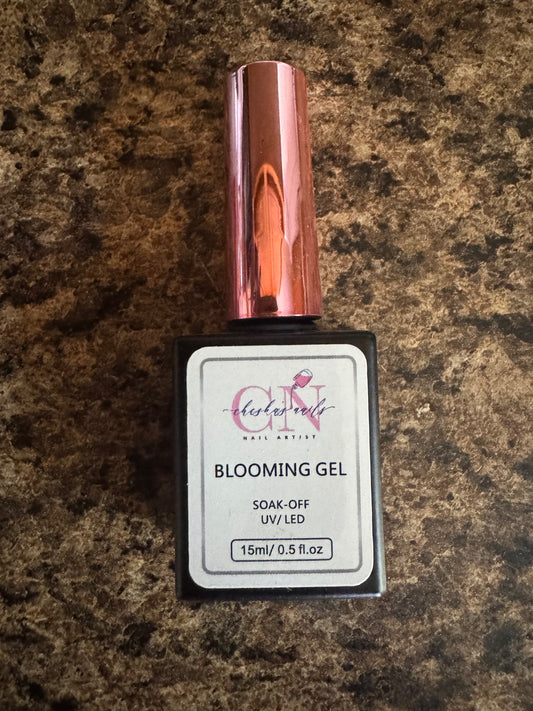 CN
cheskas nails
NAIL ARTIST
BLOOMING GEL
SOAK-OFF
UV/ LED
15ml/ 0.5 fl.oz